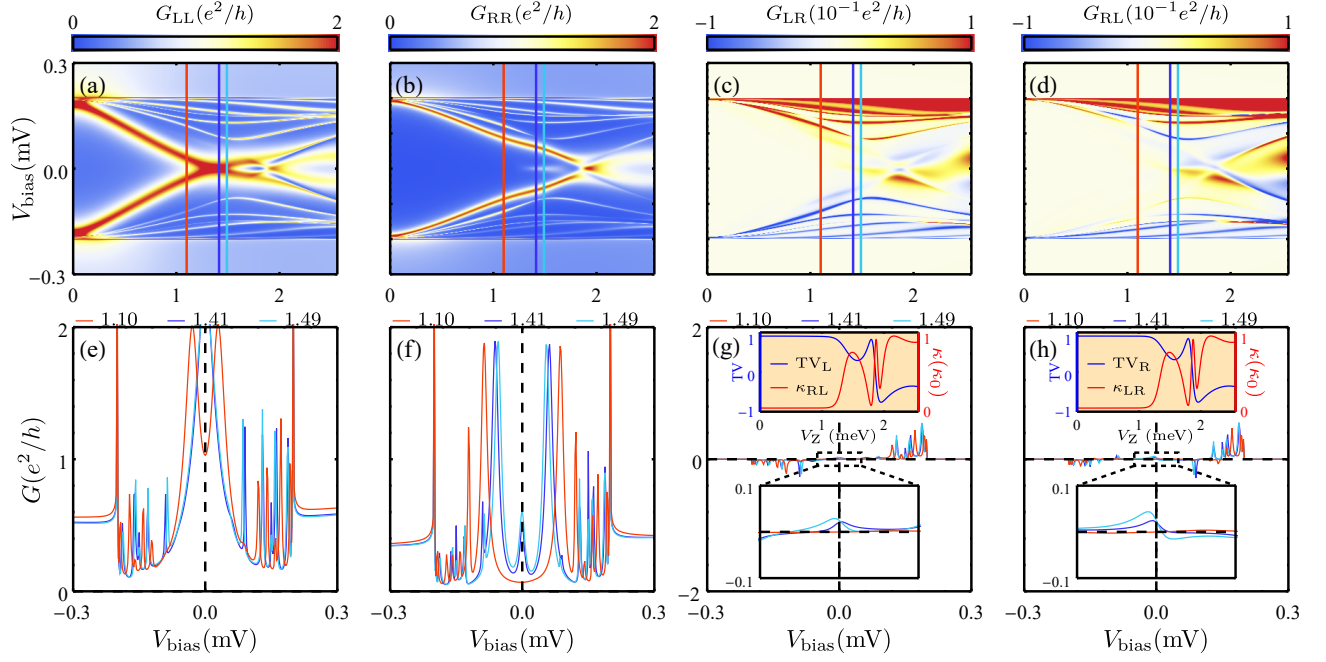 G_LL(e²/h) G_RR(e²/h) G_LR(10⁻¹e²/h) G_RL(10⁻¹e²/h)
0 2 0 2 −1 1 −1 1
0.3
(a) (b) (c) (d)
V_bias(mV)
0.0
−0.3
0 1 2 0 1 2 0 1 2 0 1 2
1.10 1.41 1.49 1.10 1.41 1.49 1.10 1.41 1.49 1.10 1.41 1.49
2 2
(e) (f) (g) (h)
1 TV_L 1 1 TV_R 1
TV 0 κ(κ₀) TV 0 κ(κ₀)
κ_RL κ_LR
−1 0 −1 0
0 2 0 2
V_Z (meV) V_Z (meV)
G(e²/h)
1 0
0.1 0.1
−0.1 −0.1
0 −2
−0.3 0.0 0.3 −0.3 0.0 0.3 −0.3 0.0 0.3 −0.3 0.0 0.3
V_bias(mV) V_bias(mV) V_bias(mV) V_bias(mV)